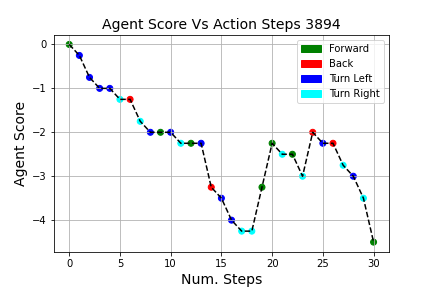 Agent Score Vs Action Steps 3894
Forward
Back
Turn Left
Turn Right
Agent Score
0
−1
−2
−3
−4
0 5 10 15 20 25 30
Num. Steps